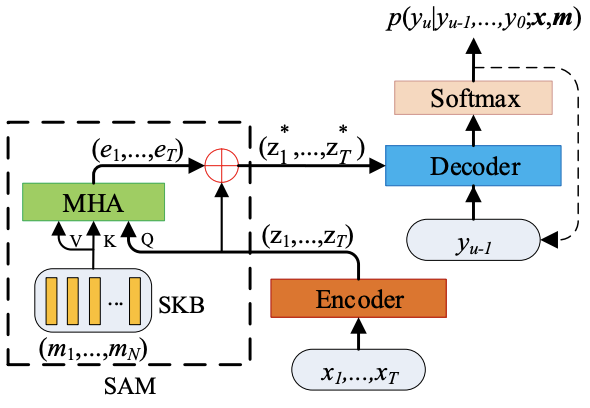 p(y_u|y_{u-1},...,y_0;x,m)
Softmax
(e_1,...,e_T)
(z_1^*,...,z_T^*)
Decoder
MHA
V K Q
(z_1,...,z_T)
y_{u-1}
... SKB
Encoder
(m_1,...,m_N)
x_1,...,x_T
SAM